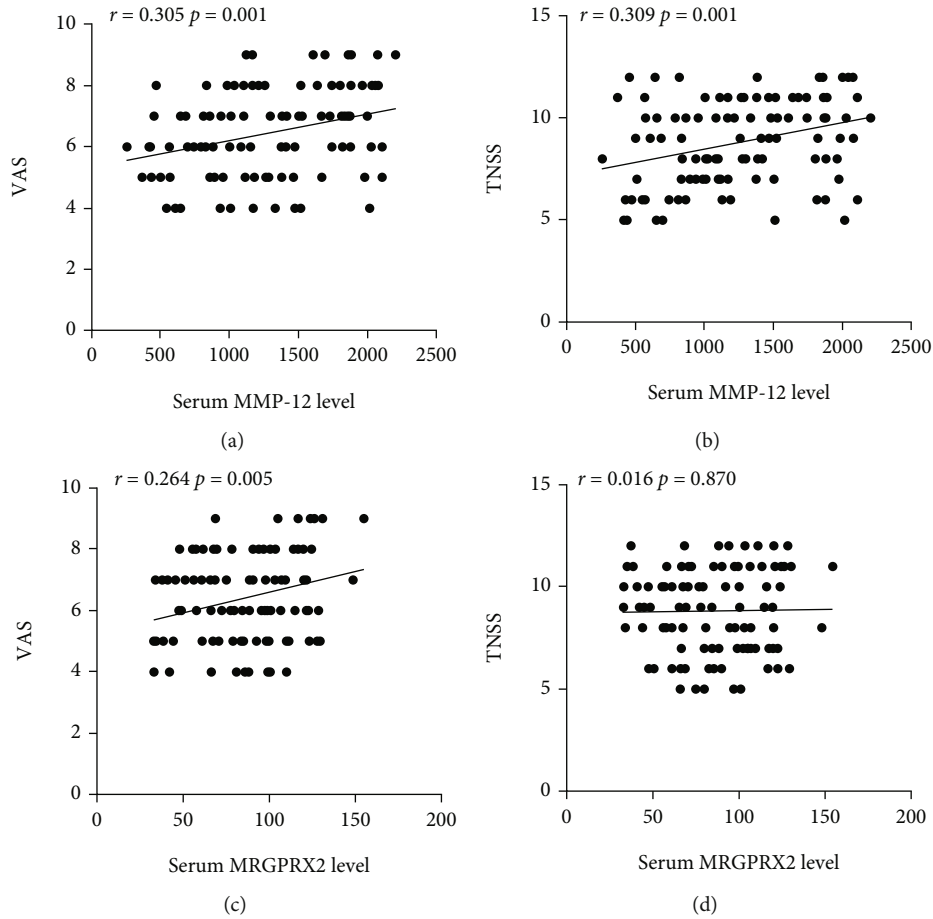 r = 0.305 p = 0.001
10
8
6
4
2
0
VAS
0 500 1000 1500 2000 2500
Serum MMP-12 level
(a)
r = 0.309 p = 0.001
15
10
5
0
TNSS
0 500 1000 1500 2000 2500
Serum MMP-12 level
(b)
r = 0.264 p = 0.005
10
8
6
4
2
0
VAS
0 50 100 150 200
Serum MRGPRX2 level
(c)
r = 0.016 p = 0.870
15
10
5
0
TNSS
0 50 100 150 200
Serum MRGPRX2 level
(d)